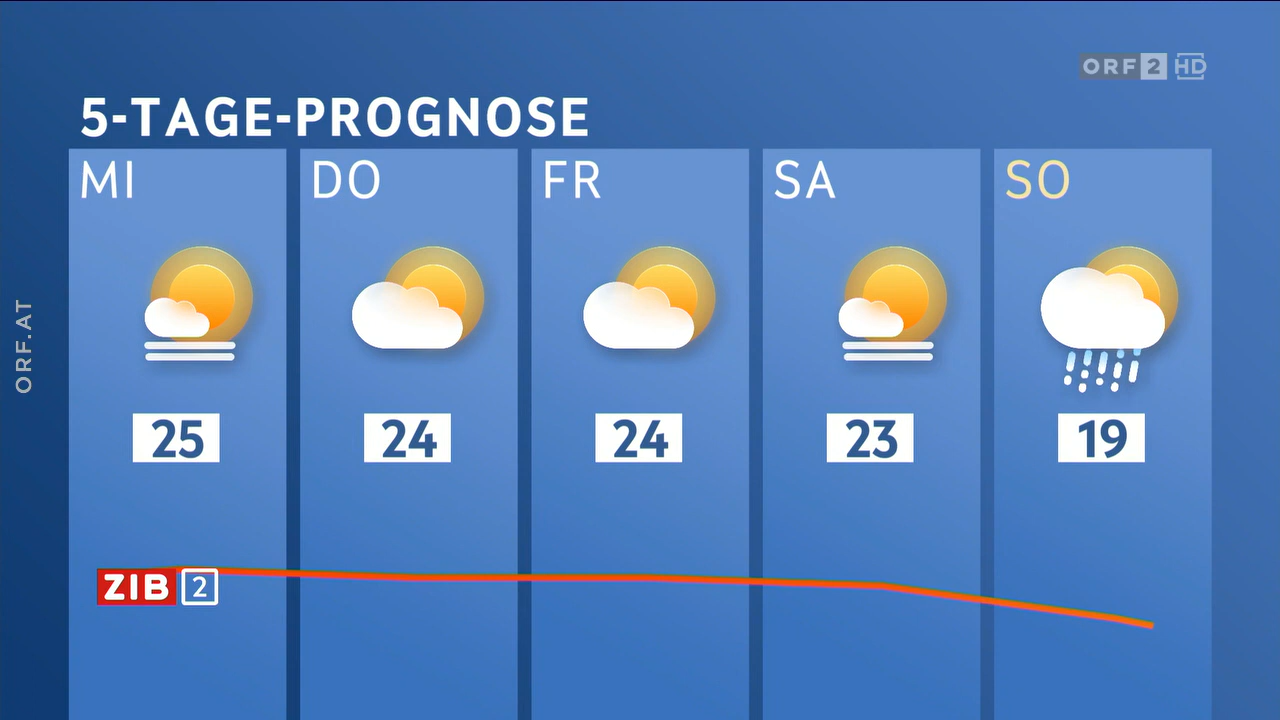 ORF 2 HD
5-TAGE-PROGNOSE
MI DO FR SA SO
25 24 24 23 19
ZIB 2
ORF.AT